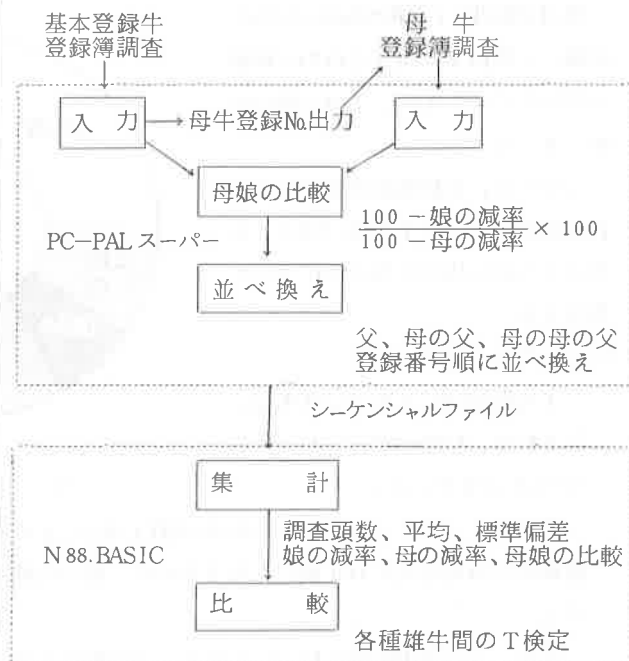 基本登録牛
登録簿調査
母 牛
登録簿調査
入 力
母牛登録No.出力
入 力
母娘の比較
PC-PALスーパー
100-娘の減率
100-母の減率
× 100
並べ換え
父、母の父、母の母の父
登録番号順に並べ換え
シーケンシャルファイル
集 計
調査頭数、平均、標準偏差
娘の減率、母の減率、母娘の比較
N88.BASIC
比 較
各種雄牛間のT検定